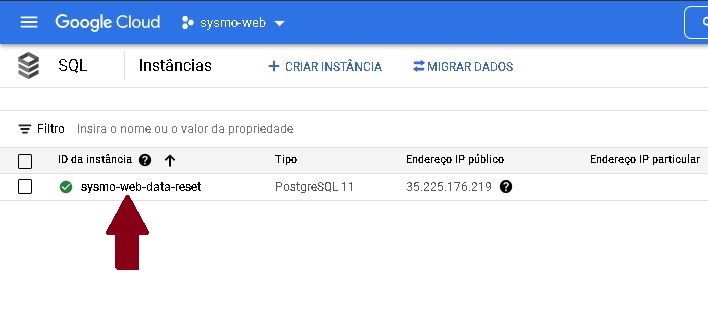 Google Cloud sysmo-web
SQL Instâncias + CRIAR INSTÂNCIA MIGRAR DADOS
Filtro Insira o nome ou o valor da propriedade
ID da instância ? ↑ Tipo Endereço IP público Endereço IP particular
sysmo-web-data-reset PostgreSQL 11 35.225.176.219 ?